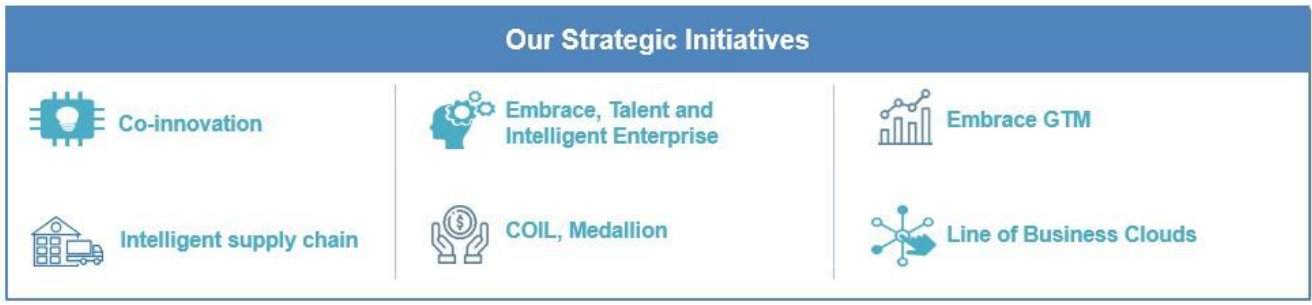 Our Strategic Initiatives
Co-innovation
Embrace, Talent and
Intelligent Enterprise
Embrace GTM
Intelligent supply chain
COIL, Medallion
Line of Business Clouds